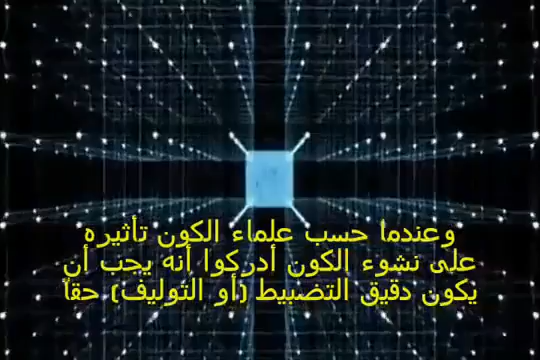 وعندما حسب علماء الكون تأثيره
على نشوء الكون أدركوا أنه يجب أن
يكون دقيق التضبيط (أو التوليف) حقاً